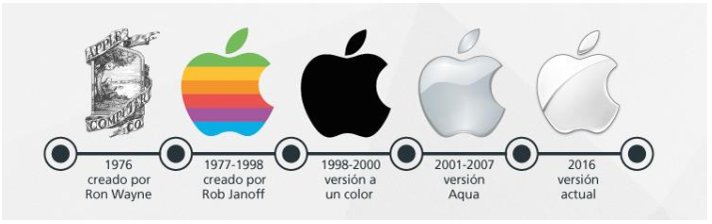 APPLE
COMPUTER
CO
1976
creado por
Ron Wayne
1977-1998
creado por
Rob Janoff
1998-2000
versión a
un color
2001-2007
versión
Aqua
2016
versión
actual